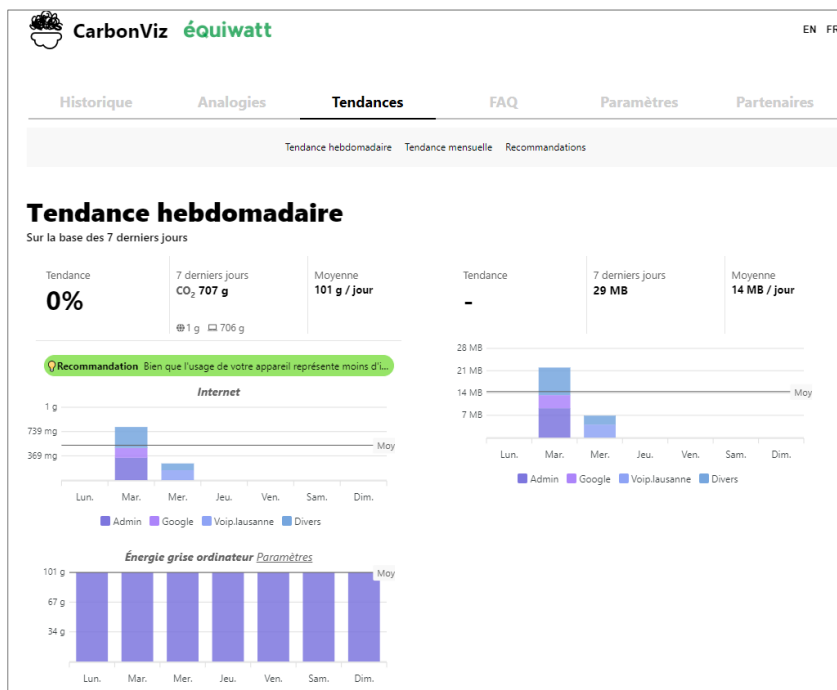 CarbonViz équiwatt
EN FR
Historique Analogies Tendances FAQ Paramètres Partenaires
Tendance hebdomadaire Tendance mensuelle Recommandations
Tendance hebdomadaire
Sur la base des 7 derniers jours
Tendance
0%
7 derniers jours
CO2 707 g
1 g 706 g
Moyenne
101 g / jour
Recommandation Bien que l'usage de votre appareil représente moins d'i...
Internet
1 g
739 mg
369 mg
Moy
Lun. Mar. Mer. Jeu. Ven. Sam. Dim.
Admin Google Voip.lausanne Divers
Énergie grise ordinateur Paramètres
101 g
67 g
34 g
Moy
Lun. Mar. Mer. Jeu. Ven. Sam. Dim.
Tendance
-
7 derniers jours
29 MB
Moyenne
14 MB / jour
28 MB
21 MB
14 MB
7 MB
Moy
Lun. Mar. Mer. Jeu. Ven. Sam. Dim.
Admin Google Voip.lausanne Divers